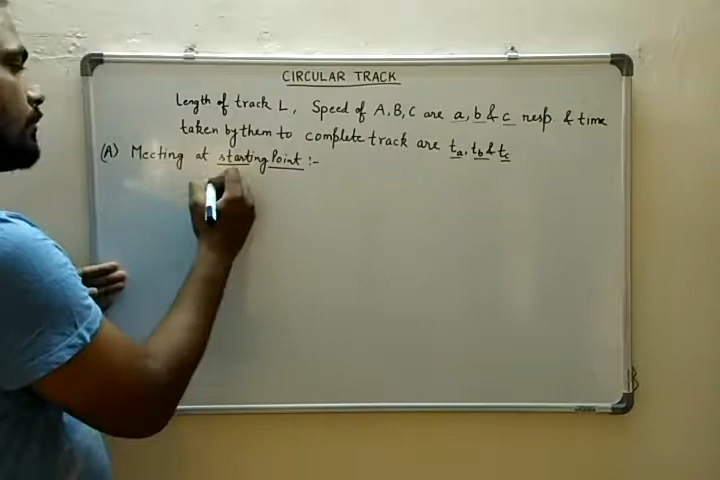 CIRCULAR TRACK
Length of track L, Speed of A, B, C are a, b & c resp. & time
taken by them to complete track are ta, tb & tc
(A) Meeting at starting Point :-